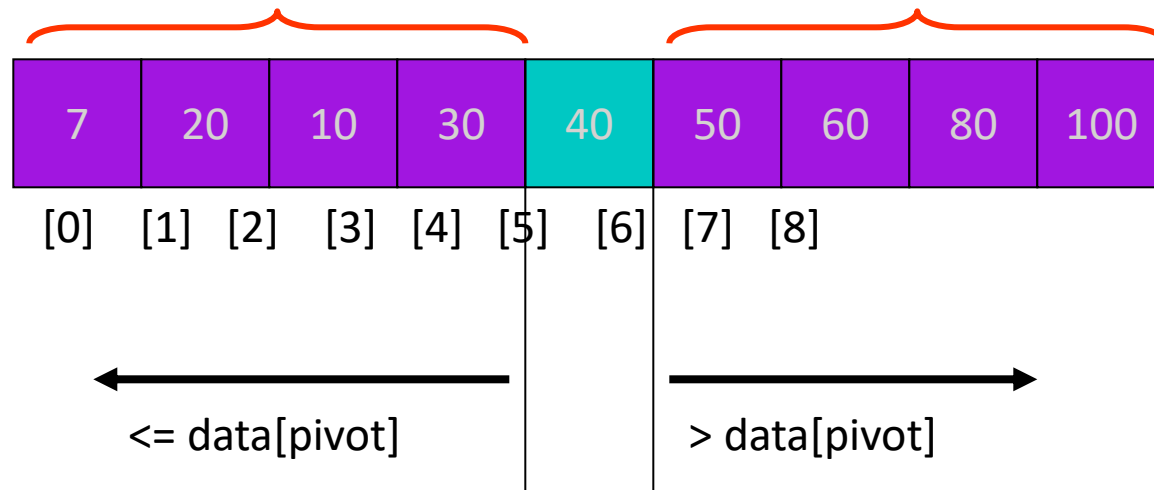 7 20 10 30 40 50 60 80 100
[0] [1] [2] [3] [4] [5] [6] [7] [8]
<= data[pivot] > data[pivot]